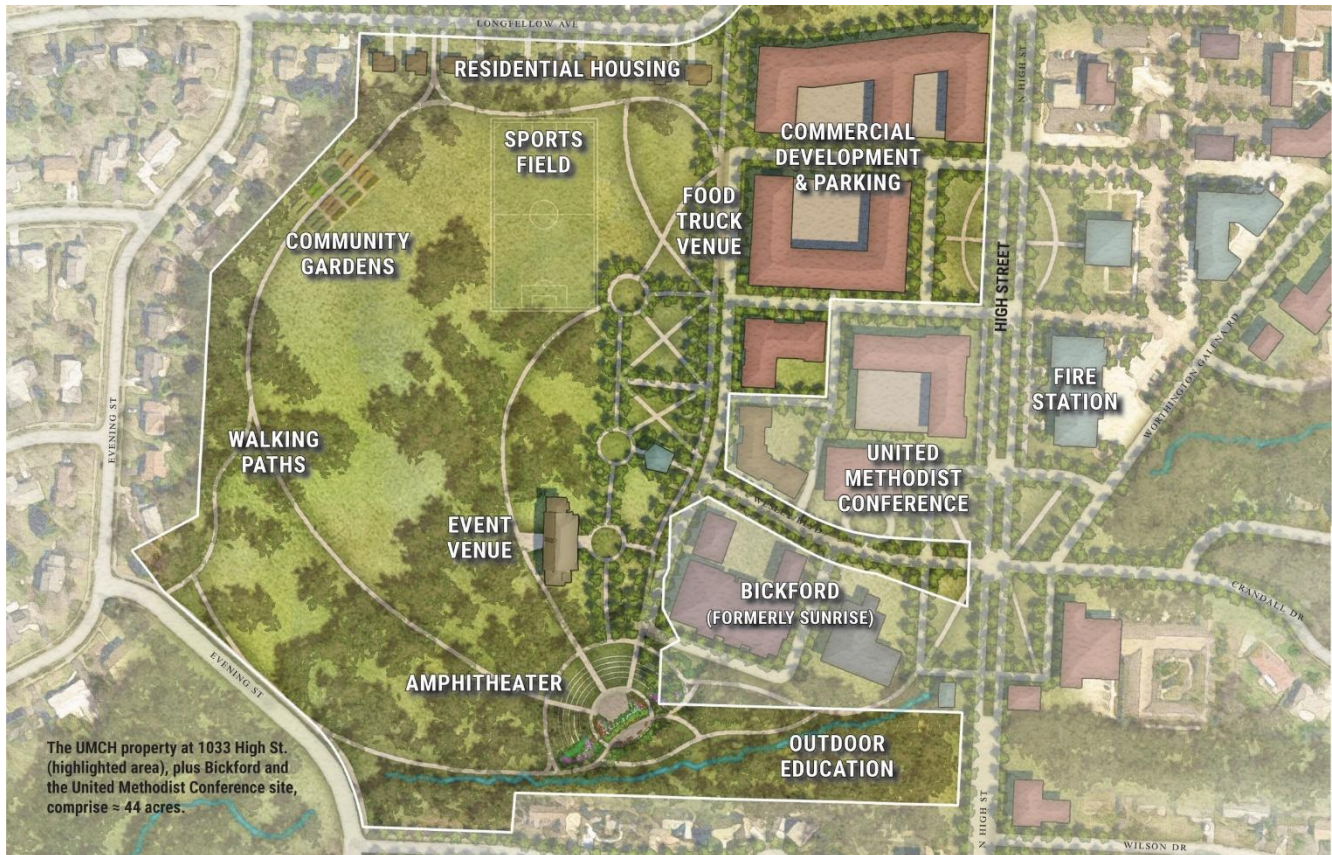 LONGFELLOW AVE
RESIDENTIAL HOUSING
N HIGH ST
SPORTS
FIELD
COMMERCIAL
DEVELOPMENT
& PARKING
FOOD
TRUCK
VENUE
COMMUNITY
GARDENS
HIGH STREET
FIRE
STATION
WORTHINGTON GALENA RD
EVENING ST
WALKING
PATHS
UNITED
METHODIST
CONFERENCE
EVENT
VENUE
BICKFORD
(FORMERLY SUNRISE)
CRANDALL DR
AMPHITHEATER
EVENING ST
OUTDOOR
EDUCATION
The UMCH property at 1033 High St.
(highlighted area), plus Bickford and
the United Methodist Conference site,
comprise ≈ 44 acres.
N HIGH ST
WILSON DR